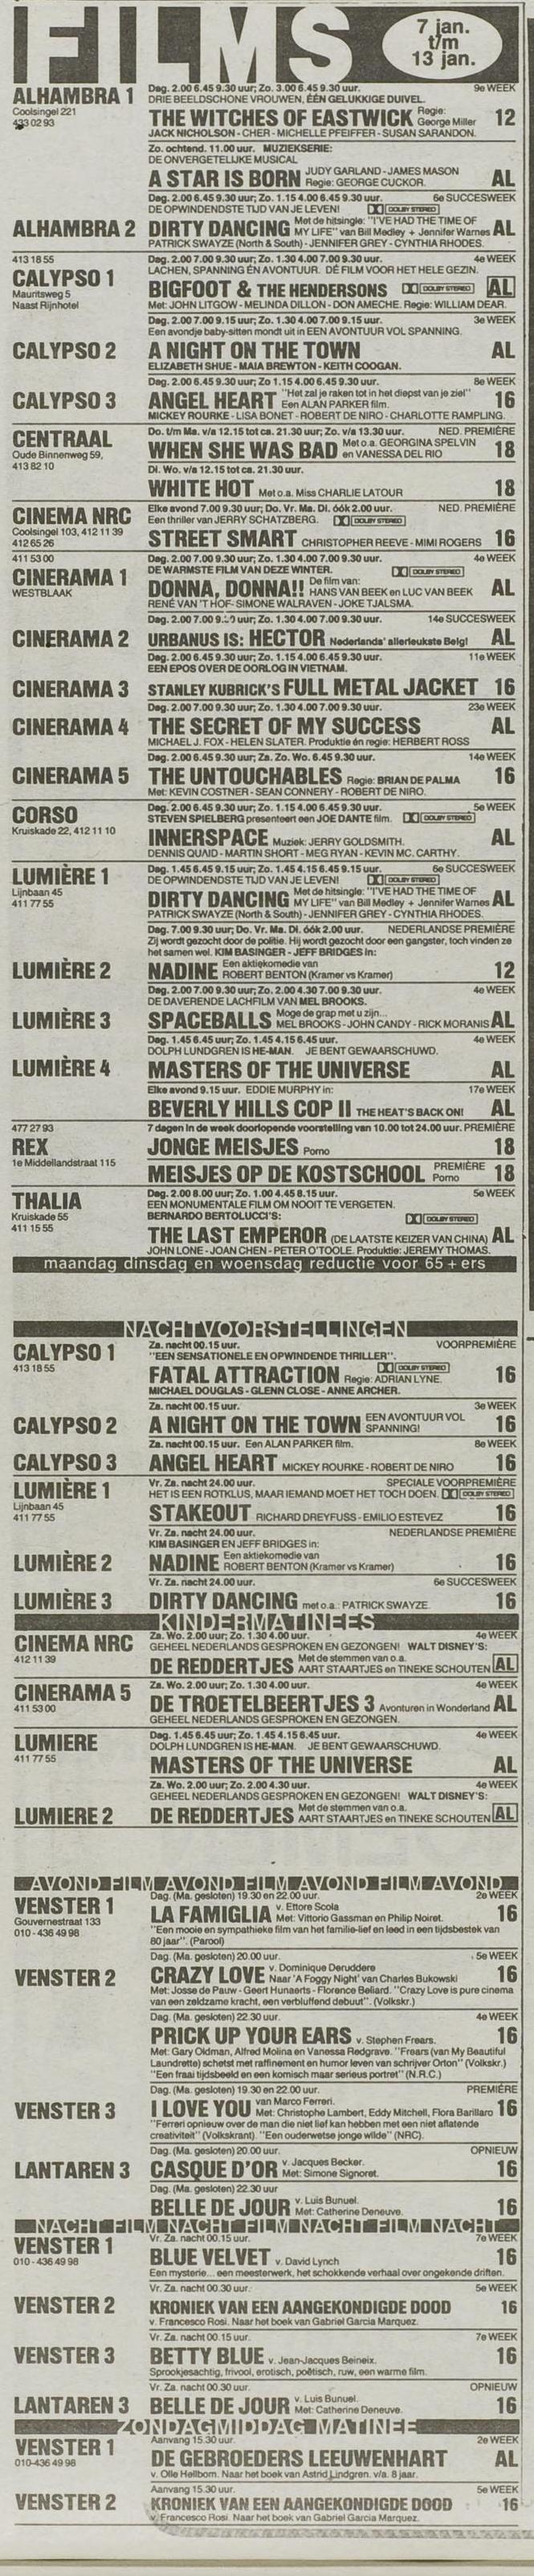 FILMS
7 jan.
t/m
13 jan.
ALHAMBRA 1
Coolsingel 221
433 02 93
Dag. 2.00 6.45 9.30 uur; Zo. 3.00 6.45 9.30 uur. 9e WEEK
DRIE BEELDSCHONE VROUWEN, ÉÉN GELUKKIGE DUIVEL.
THE WITCHES OF EASTWICK Regie: George Miller 12
JACK NICHOLSON - CHER - MICHELLE PFEIFFER - SUSAN SARANDON.
Zo. ochtend. 11.00 uur. MUZIEKSERIE:
DE ONVERGETELIJKE MUSICAL
A STAR IS BORN JUDY GARLAND - JAMES MASON Regie: GEORGE CUCKOR. AL
Dag. 2.00 6.45 9.30 uur; Zo. 1.15 4.00 6.45 9.30 uur. 6e SUCCESWEEK
DE OPWINDENDSTE TIJD VAN JE LEVEN! DOLBY STEREO
ALHAMBRA 2 DIRTY DANCING Met de hitsingle: "I'VE HAD THE TIME OF MY LIFE" van Bill Medley + Jennifer Warnes AL
PATRICK SWAYZE (North & South) - JENNIFER GREY - CYNTHIA RHODES.
413 18 55
CALYPSO 1
Mauritsweg 5
Naast Rijnhotel
Dag. 2.00 7.00 9.30 uur; Zo. 1.30 4.00 7.00 9.30 uur. 4e WEEK
LACHEN, SPANNING ÉN AVONTUUR. DÉ FILM VOOR HET HELE GEZIN.
BIGFOOT & THE HENDERSONS DOLBY STEREO AL
Met: JOHN LITGOW - MELINDA DILLON - DON AMECHE. Regie: WILLIAM DEAR.
Dag. 2.00 7.00 9.15 uur; Zo. 1.30 4.00 7.00 9.15 uur. 3e WEEK
Een avondje baby-sitten mondt uit in EEN AVONTUUR VOL SPANNING.
CALYPSO 2 A NIGHT ON THE TOWN AL
ELIZABETH SHUE - MAIA BREWTON - KEITH COOGAN.
Dag. 2.00 6.45 9.30 uur; Zo 1.15 4.00 6.45 9.30 uur. 8e WEEK
CALYPSO 3 ANGEL HEART "Het zal je raken tot in het diepst van je ziel" Een ALAN PARKER film. 16
MICKEY ROURKE - LISA BONET - ROBERT DE NIRO - CHARLOTTE RAMPLING.
CENTRAAL
Oude Binnenweg 59,
413 82 10
Do. t/m Ma. v/a 12.15 tot ca. 21.30 uur; Zo. v/a 13.30 uur. NED. PREMIÈRE
WHEN SHE WAS BAD Met o.a. GEORGINA SPELVIN en VANESSA DEL RIO 18
Di. Wo. v/a 12.15 tot ca. 21.30 uur.
WHITE HOT Met o.a. Miss CHARLIE LATOUR 18
CINEMA NRC
Coolsingel 103, 412 11 39
412 65 26
Elke avond 7.00 9.30 uur; Do. Vr. Ma. Di. óók 2.00 uur. NED. PREMIÈRE
Een thriller van JERRY SCHATZBERG. DOLBY STEREO
STREET SMART CHRISTOPHER REEVE - MIMI ROGERS 16
411 53 00
CINERAMA 1
WESTBLAAK
Dag. 2.00 7.00 9.30 uur; Zo. 1.30 4.00 7.00 9.30 uur. 4e WEEK
DE WARMSTE FILM VAN DEZE WINTER. DOLBY STEREO
DONNA, DONNA!! De film van: HANS VAN BEEK en LUC VAN BEEK AL
RENÉ VAN 'T HOF - SIMONE WALRAVEN - JOKE TJALSMA.
Dag. 2.00 7.00 9.30 uur; Zo. 1.30 4.00 7.00 9.30 uur. 14e SUCCESWEEK
CINERAMA 2 URBANUS IS: HECTOR Nederlands' allerleukste Belg! AL
Dag. 2.00 6.45 9.30 uur; Zo. 1.15 4.00 6.45 9.30 uur. 11e WEEK
EEN EPOS OVER DE OORLOG IN VIETNAM.
CINERAMA 3 STANLEY KUBRICK'S FULL METAL JACKET 16
Dag. 2.00 7.00 9.30 uur; Zo. 1.30 4.00 7.00 9.30 uur. 23e WEEK
CINERAMA 4 THE SECRET OF MY SUCCESS AL
MICHAEL J. FOX - HELEN SLATER. Produktie én regie: HERBERT ROSS
Dag. 2.00 6.45 9.30 uur; Za. Zo. Wo. 6.45 9.30 uur. 14e WEEK
CINERAMA 5 THE UNTOUCHABLES Regie: BRIAN DE PALMA 16
Met: KEVIN COSTNER - SEAN CONNERY - ROBERT DE NIRO.
CORSO
Kruiskade 22, 412 11 10
Dag. 2.00 6.45 9.30 uur; Zo. 1.15 4.00 6.45 9.30 uur. 5e WEEK
STEVEN SPIELBERG presenteert een JOE DANTE film. DOLBY STEREO
INNERSPACE Muziek: JERRY GOLDSMITH. AL
DENNIS QUAID - MARTIN SHORT - MEG RYAN - KEVIN MC. CARTHY.
LUMIÈRE 1
Lijnbaan 45
411 77 55
Dag. 1.45 6.45 9.15 uur; Zo. 1.45 4.15 6.45 9.15 uur. 6e SUCCESWEEK
DE OPWINDENDSTE TIJD VAN JE LEVEN! DOLBY STEREO
DIRTY DANCING Met de hitsingle: "I'VE HAD THE TIME OF MY LIFE" van Bill Medley + Jennifer Warnes AL
PATRICK SWAYZE (North & South) - JENNIFER GREY - CYNTHIA RHODES.
Dag. 7.00 9.30 uur; Do. Vr. Ma. Di. óók 2.00 uur. NEDERLANDSE PREMIÈRE
Zij wordt gezocht door de politie. Hij wordt gezocht door een gangster, toch vinden ze
het samen wel. KIM BASINGER - JEFF BRIDGES in:
LUMIÈRE 2 NADINE Een aktiekomedie van ROBERT BENTON (Kramer vs Kramer) 12
Dag. 2.00 7.00 9.30 uur; Zo. 2.00 4.30 7.00 9.30 uur. 4e WEEK
DE DAVERENDE LACHFILM VAN MEL BROOKS.
LUMIÈRE 3 SPACEBALLS Moge de grap met u zijn... MEL BROOKS - JOHN CANDY - RICK MORANIS AL
Dag. 1.45 6.45 uur; Zo. 1.45 4.15 6.45 uur. 4e WEEK
DOLPH LUNDGREN IS HE-MAN. JE BENT GEWAARSCHUWD.
LUMIÈRE 4 MASTERS OF THE UNIVERSE AL
Elke avond 9.15 uur. EDDIE MURPHY in: 17e WEEK
BEVERLY HILLS COP II THE HEAT'S BACK ON! AL
477 27 93
REX
1e Middellandstraat 115
7 dagen in de week doorlopende voorstelling van 10.00 tot 24.00 uur. PREMIÈRE
JONGE MEISJES Porno 18
MEISJES OP DE KOSTSCHOOL PREMIÈRE Porno 18
THALIA
Kruiskade 55
411 15 55
Dag. 2.00 8.00 uur; Zo. 1.00 4.45 8.15 uur. 5e WEEK
EEN MONUMENTALE FILM OM NOOIT TE VERGETEN.
BERNARDO BERTOLUCCI'S: DOLBY STEREO
THE LAST EMPEROR (DE LAATSTE KEIZER VAN CHINA) AL
JOHN LONE - JOAN CHEN - PETER O'TOOLE. Produktie: JEREMY THOMAS.
maandag dinsdag en woensdag reductie voor 65 + ers
NACHTVOORSTELLINGEN
CALYPSO 1
413 18 55
Za. nacht 00.15 uur. VOORPREMIÈRE
"EEN SENSATIONELE EN OPWINDENDE THRILLER".
FATAL ATTRACTION DOLBY STEREO Regie: ADRIAN LYNE. 16
MICHAEL DOUGLAS - GLENN CLOSE - ANNE ARCHER.
Za. nacht 00.15 uur. 3e WEEK
CALYPSO 2 A NIGHT ON THE TOWN EEN AVONTUUR VOL SPANNING! 16
Za. nacht 00.15 uur. Een ALAN PARKER film. 8e WEEK
CALYPSO 3 ANGEL HEART MICKEY ROURKE - ROBERT DE NIRO 16
LUMIÈRE 1
Lijnbaan 45
411 77 55
Vr. Za. nacht 24.00 uur. SPECIALE VOORPREMIÈRE
HET IS EEN ROTKLUS, MAAR IEMAND MOET HET TOCH DOEN. DOLBY STEREO
STAKEOUT RICHARD DREYFUSS - EMILIO ESTEVEZ 16
Vr. Za. nacht 24.00 uur. NEDERLANDSE PREMIÈRE
KIM BASINGER EN JEFF BRIDGES in:
LUMIÈRE 2 NADINE Een aktiekomedie van ROBERT BENTON (Kramer vs Kramer) 16
Vr. Za. nacht 24.00 uur. 6e SUCCESWEEK
LUMIÈRE 3 DIRTY DANCING met o.a.: PATRICK SWAYZE. 16
KINDERMATINEES
CINEMA NRC
412 11 39
Za. Wo. 2.00 uur; Zo. 1.30 4.00 uur. 4e WEEK
GEHEEL NEDERLANDS GESPROKEN EN GEZONGEN! WALT DISNEY'S:
DE REDDERTJES Met de stemmen van o.a. AART STAARTJES en TINEKE SCHOUTEN AL
CINERAMA 5
411 53 00
Za. Wo. 2.00 uur; Zo. 1.30 4.00 uur. 4e WEEK
DE TROETELBEERTJES 3 Avonturen in Wonderland AL
GEHEEL NEDERLANDS GESPROKEN EN GEZONGEN.
LUMIERE
411 77 55
Dag. 1.45 6.45 uur; Zo. 1.45 4.15 6.45 uur. 4e WEEK
DOLPH LUNDGREN IS HE-MAN. JE BENT GEWAARSCHUWD.
MASTERS OF THE UNIVERSE AL
Za. Wo. 2.00 uur; Zo. 2.00 4.30 uur. 4e WEEK
GEHEEL NEDERLANDS GESPROKEN EN GEZONGEN! WALT DISNEY'S:
LUMIERE 2 DE REDDERTJES Met de stemmen van o.a. AART STAARTJES en TINEKE SCHOUTEN AL
AVOND FILM AVOND FILM AVOND FILM AVOND
VENSTER 1
Gouvernestraat 133
010 - 436 49 98
Dag. (Ma. gesloten) 19.30 en 22.00 uur. 2e WEEK
LA FAMIGLIA v. Ettore Scola Met: Vittorio Gassman en Philip Noiret. 16
"Een mooie en sympathieke film van het familie-lief en leed in een tijdsbestek van
80 jaar". (Parool)
Dag. (Ma. gesloten) 20.00 uur. 5e WEEK
VENSTER 2 CRAZY LOVE v. Dominique Deruddere Naar 'A Foggy Night' van Charles Bukowski 16
Met: Josse de Pauw - Geert Hunaerts - Florence Beliard. "Crazy Love is pure cinema
van een zeldzame kracht, een verbluffend debuut". (Volkskr.)
Dag. (Ma. gesloten) 22.30 uur. 4e WEEK
PRICK UP YOUR EARS v. Stephen Frears. 16
Met: Gary Oldman, Alfred Molina en Vanessa Redgrave. "Frears (van My Beautiful
Laundrette) schetst met raffinement en humor leven van schrijver Orton" (Volkskr.)
"Een fraai tijdsbeeld en een komisch maar serieus portret" (N.R.C.)
Dag. (Ma. gesloten) 19.30 en 22.00 uur. PREMIÈRE
VENSTER 3 I LOVE YOU van Marco Ferreri. Met: Christophe Lambert, Eddy Mitchell, Flora Barillaro 16
"Ferreri opnieuw over de man die niet lief kan hebben met een niet aflatende
creativiteit" (Volkskrant). "Een ouderwetse jonge wilde" (NRC).
Dag. (Ma. gesloten) 20.00 uur. OPNIEUW
LANTAREN 3 CASQUE D'OR v. Jacques Becker. Met: Simone Signoret. 16
Dag. (Ma. gesloten) 22.30 uur
BELLE DE JOUR v. Luis Bunuel. Met: Catherine Deneuve. 16
NACHT FILM NACHT FILM NACHT FILM NACHT
VENSTER 1
010 - 436 49 98
Vr. Za. nacht 00.15 uur. 7e WEEK
BLUE VELVET v. David Lynch 16
Een mysterie... een meesterwerk, het schokkende verhaal over ongekende driften.
Vr. Za. nacht 00.30 uur. 5e WEEK
VENSTER 2 KRONIEK VAN EEN AANGEKONDIGDE DOOD 16
v. Francesco Rosi. Naar het boek van Gabriel Garcia Marquez.
Vr. Za. nacht 00.15 uur. 7e WEEK
VENSTER 3 BETTY BLUE v. Jean-Jacques Beineix. 16
Sprookjesachtig, frivool, erotisch, poëtisch, ruw, een warme film.
Vr. Za. nacht 00.30 uur. OPNIEUW
LANTAREN 3 BELLE DE JOUR v. Luis Bunuel. Met: Catherine Deneuve. 16
ZONDAGMIDDAG MATINEE
VENSTER 1
010-436 49 98
Aanvang 15.30 uur. 2e WEEK
DE GEBROEDERS LEEUWENHART AL
v. Olle Hellbom. Naar het boek van Astrid Lindgren. v/a. 8 jaar.
Aanvang 15.30 uur. 5e WEEK
VENSTER 2 KRONIEK VAN EEN AANGEKONDIGDE DOOD 16
v. Francesco Rosi. Naar het boek van Gabriel Garcia Marquez.